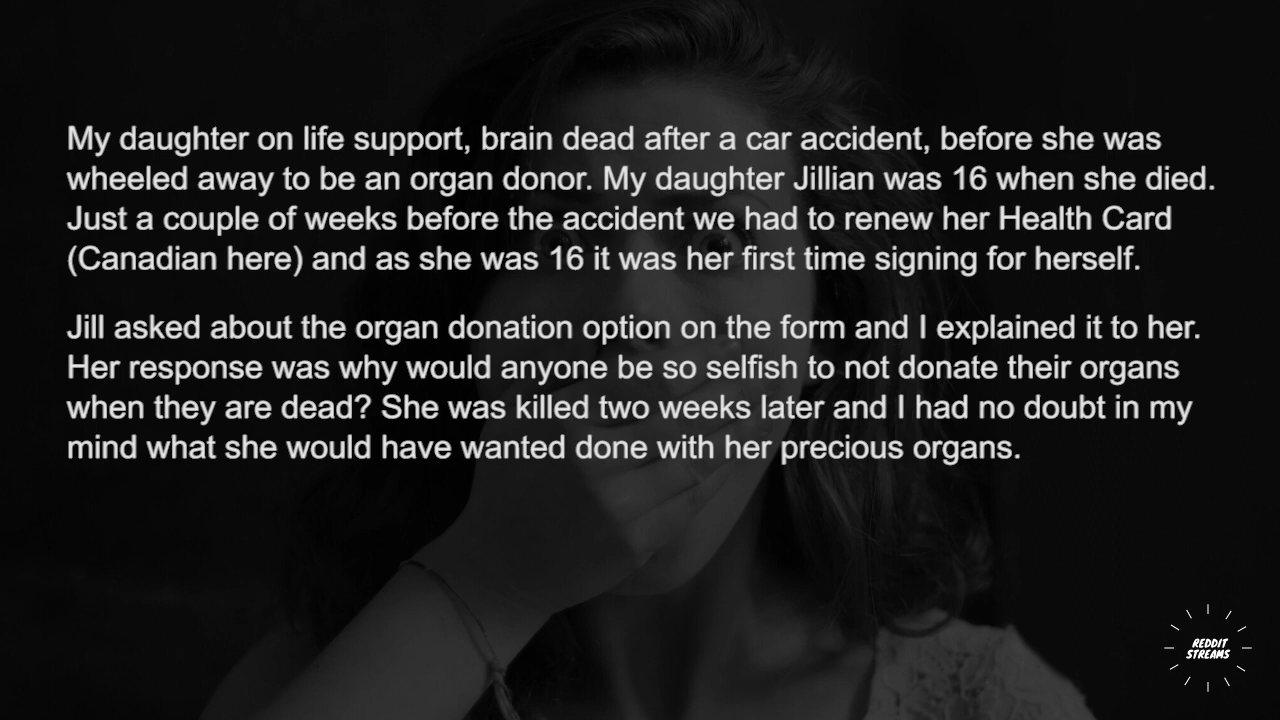 My daughter on life support, brain dead after a car accident, before she was
wheeled away to be an organ donor. My daughter Jillian was 16 when she died.
Just a couple of weeks before the accident we had to renew her Health Card
(Canadian here) and as she was 16 it was her first time signing for herself.
Jill asked about the organ donation option on the form and I explained it to her.
Her response was why would anyone be so selfish to not donate their organs
when they are dead? She was killed two weeks later and I had no doubt in my
mind what she would have wanted done with her precious organs.
REDDIT
STREAMS